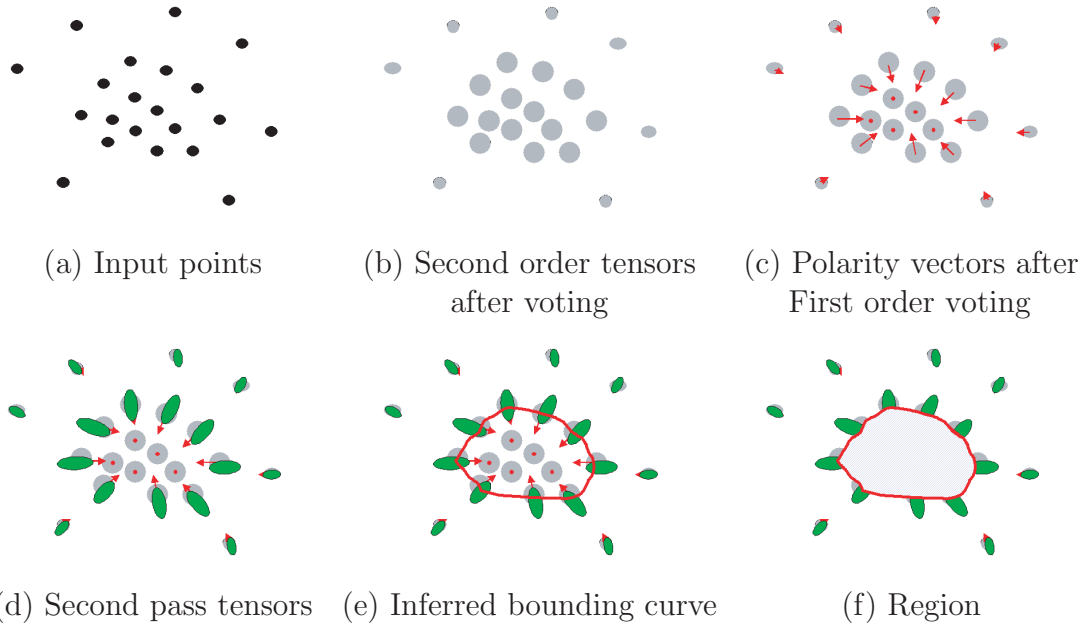 (a) Input points
(b) Second order tensors
after voting
(c) Polarity vectors after
First order voting
(d) Second pass tensors
(e) Inferred bounding curve
(f) Region